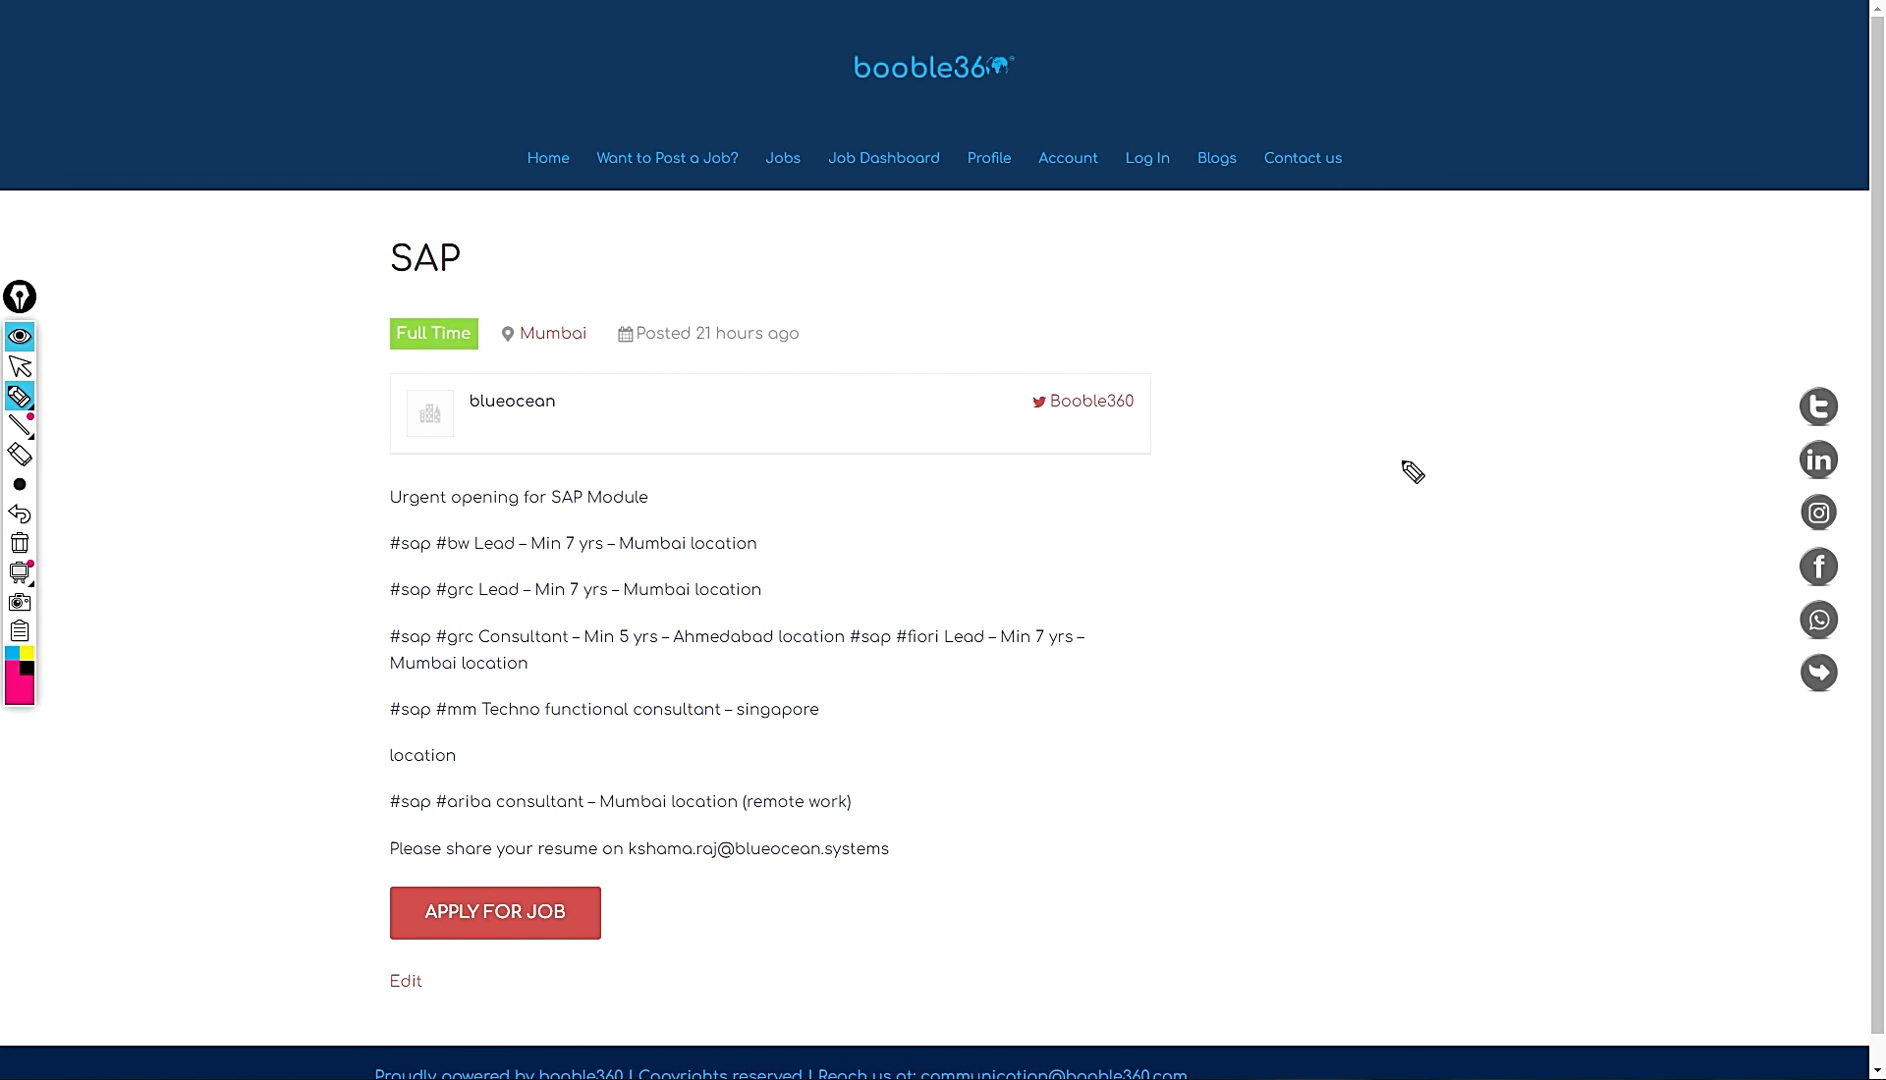 booble360
Home Want to Post a Job? Jobs Job Dashboard Profile Account Log In Blogs Contact us
SAP
Full Time Mumbai Posted 21 hours ago
blueocean Booble360
Urgent opening for SAP Module
#sap #bw Lead – Min 7 yrs – Mumbai location
#sap #grc Lead – Min 7 yrs – Mumbai location
#sap #grc Consultant – Min 5 yrs – Ahmedabad location #sap #fiori Lead – Min 7 yrs –
Mumbai location
#sap #mm Techno functional consultant – singapore
location
#sap #ariba consultant – Mumbai location (remote work)
Please share your resume on kshama.raj@blueocean.systems
APPLY FOR JOB
Edit
Proudly powered by booble360 | Copyrights reserved | Reach us at: communication@booble360.com